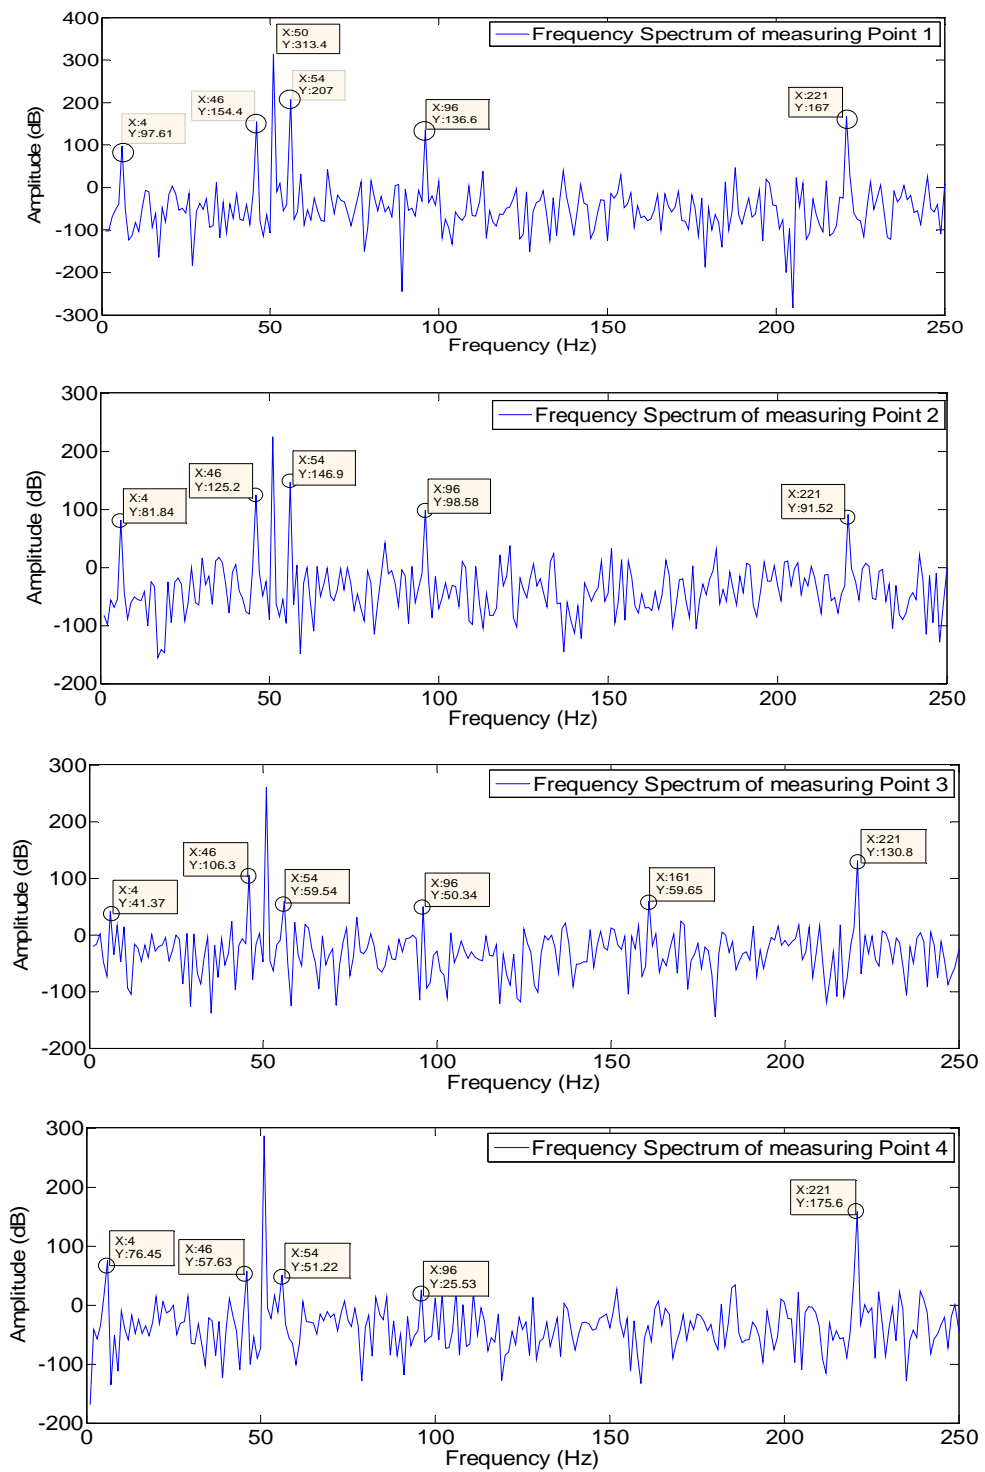 Frequency Spectrum of measuring Point 1
X:50
Y:313.4
X:54
Y:207
X:46
Y:154.4
X:4
Y:97.61
X:96
Y:136.6
X:221
Y:167
Amplitude (dB)
400
300
200
100
0
-100
-200
-300
0 50 100 150 200 250
Frequency (Hz)
Frequency Spectrum of measuring Point 2
X:46
Y:125.2
X:54
Y:146.9
X:4
Y:81.84
X:96
Y:98.58
X:221
Y:91.52
Amplitude (dB)
300
200
100
0
-100
-200
0 50 100 150 200 250
Frequency (Hz)
Frequency Spectrum of measuring Point 3
X:46
Y:106.3
X:4
Y:41.37
X:54
Y:59.54
X:96
Y:50.34
X:161
Y:59.65
X:221
Y:130.8
Amplitude (dB)
300
200
100
0
-100
-200
0 50 100 150 200 250
Frequency (Hz)
Frequency Spectrum of measuring Point 4
X:4
Y:76.45
X:46
Y:57.63
X:54
Y:51.22
X:96
Y:25.53
X:221
Y:175.6
Amplitude (dB)
300
200
100
0
-100
-200
0 50 100 150 200 250
Frequency (Hz)